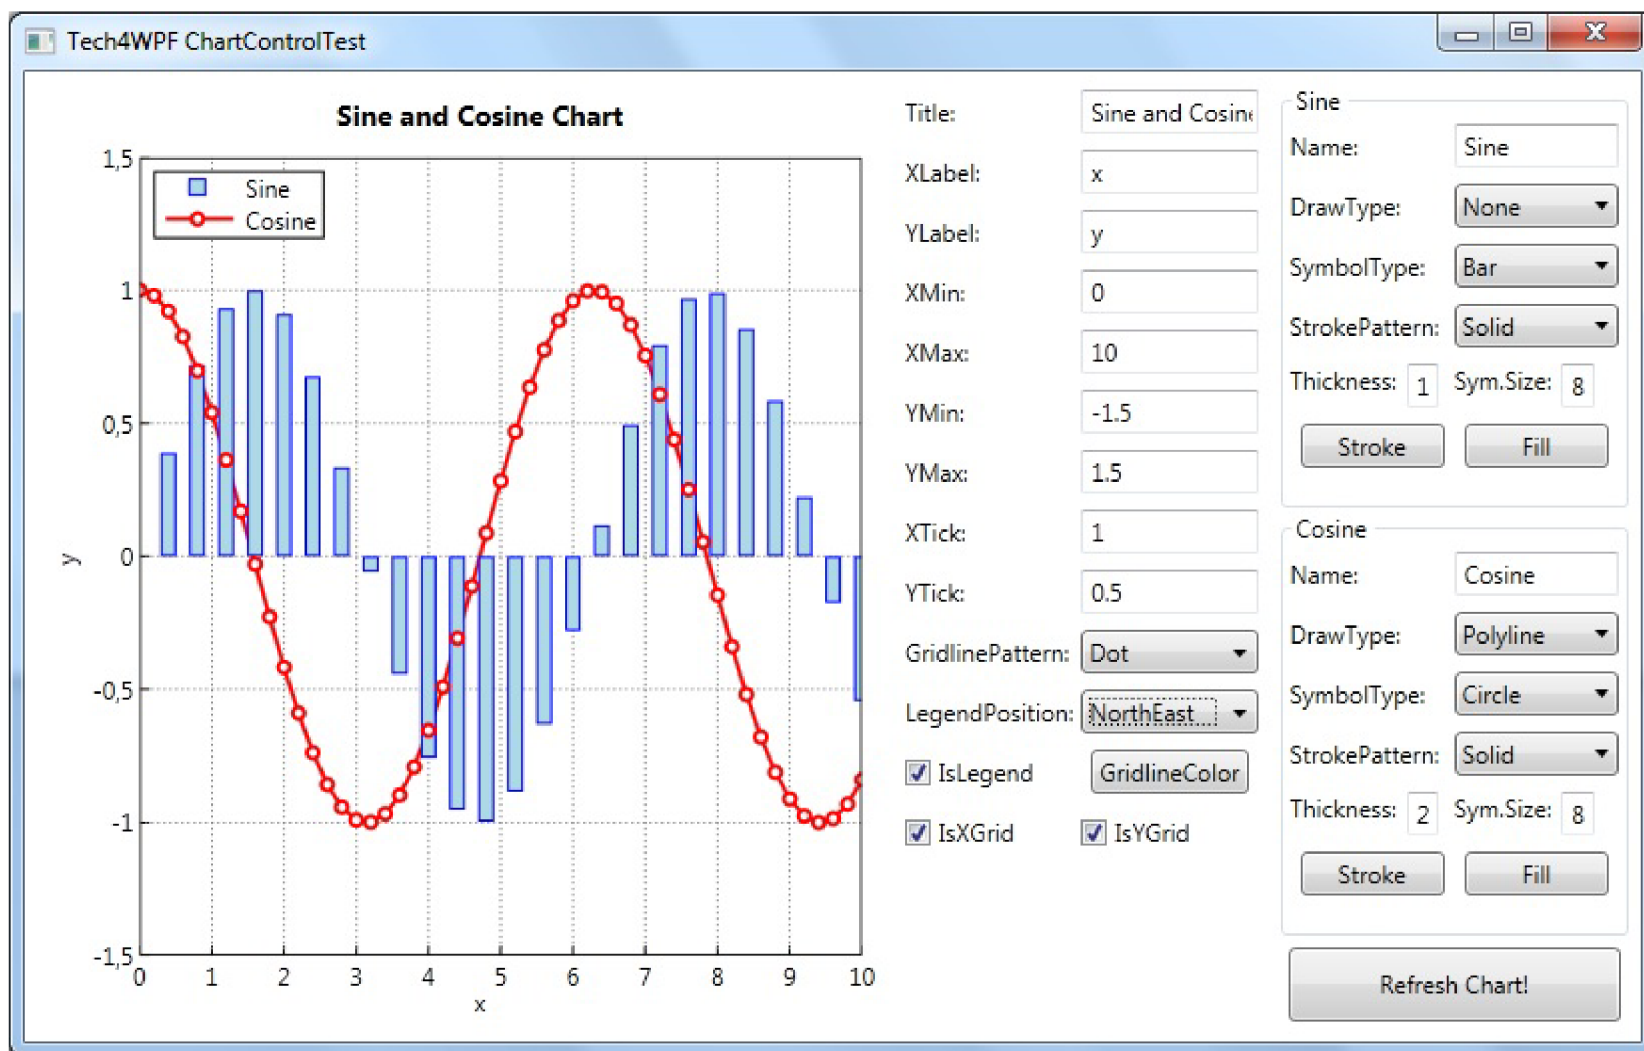 Tech4WPF ChartControlTest
Sine and Cosine Chart
Sine
Cosine
1,5
1
0,5
0
-0,5
-1
-1,5
y
0 1 2 3 4 5 6 7 8 9 10
x
Title: Sine and Cosine
XLabel: x
YLabel: y
XMin: 0
XMax: 10
YMin: -1.5
YMax: 1.5
XTick: 1
YTick: 0.5
GridlinePattern: Dot
LegendPosition: NorthEast
IsLegend GridlineColor
IsXGrid IsYGrid
Sine
Name: Sine
DrawType: None
SymbolType: Bar
StrokePattern: Solid
Thickness: 1 Sym.Size: 8
Stroke Fill
Cosine
Name: Cosine
DrawType: Polyline
SymbolType: Circle
StrokePattern: Solid
Thickness: 2 Sym.Size: 8
Stroke Fill
Refresh Chart!